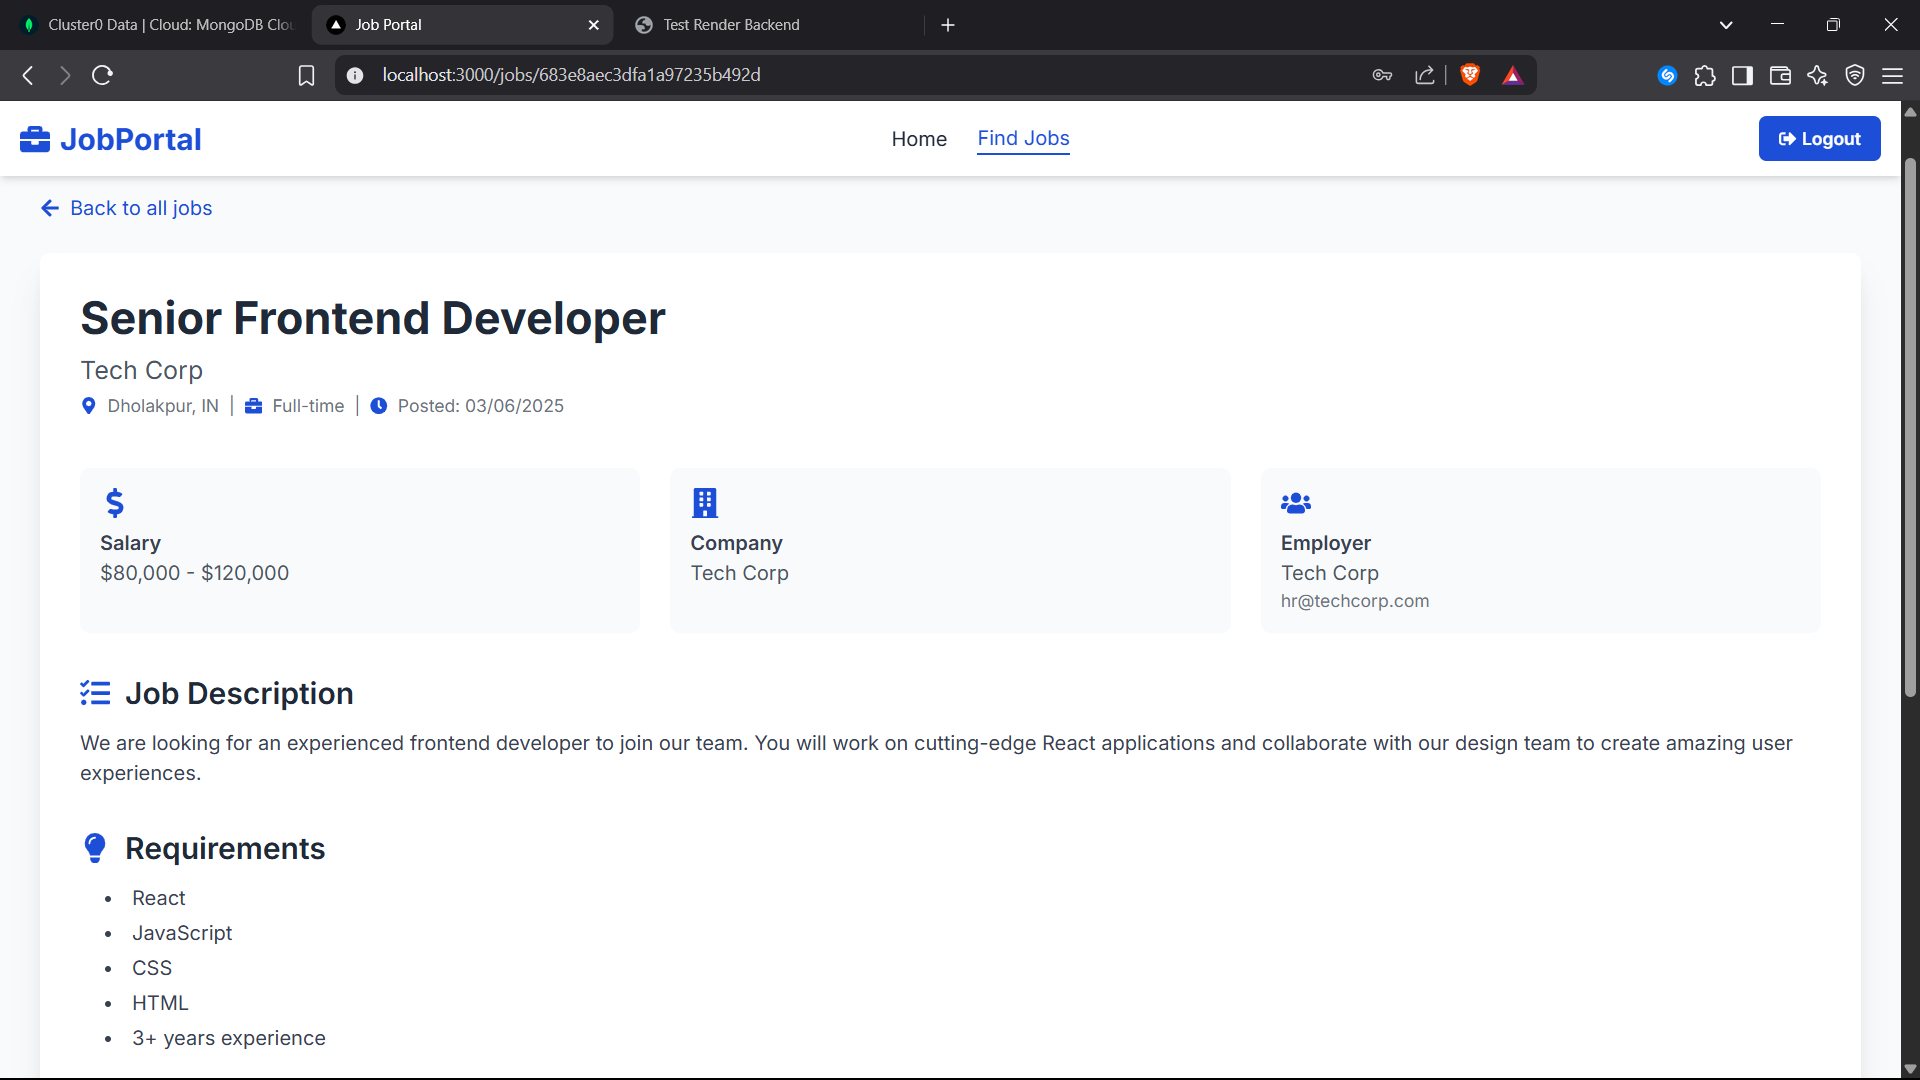 Cluster0 Data | Cloud: MongoDB Clou
Job Portal
Test Render Backend
localhost:3000/jobs/683e8aec3dfa1a97235b492d
JobPortal
Home
Find Jobs
Logout
Back to all jobs
Senior Frontend Developer
Tech Corp
Dholakpur, IN | Full-time | Posted: 03/06/2025
Salary
$80,000 - $120,000
Company
Tech Corp
Employer
Tech Corp
hr@techcorp.com
Job Description
We are looking for an experienced frontend developer to join our team. You will work on cutting-edge React applications and collaborate with our design team to create amazing user
experiences.
Requirements
• React
• JavaScript
• CSS
• HTML
• 3+ years experience